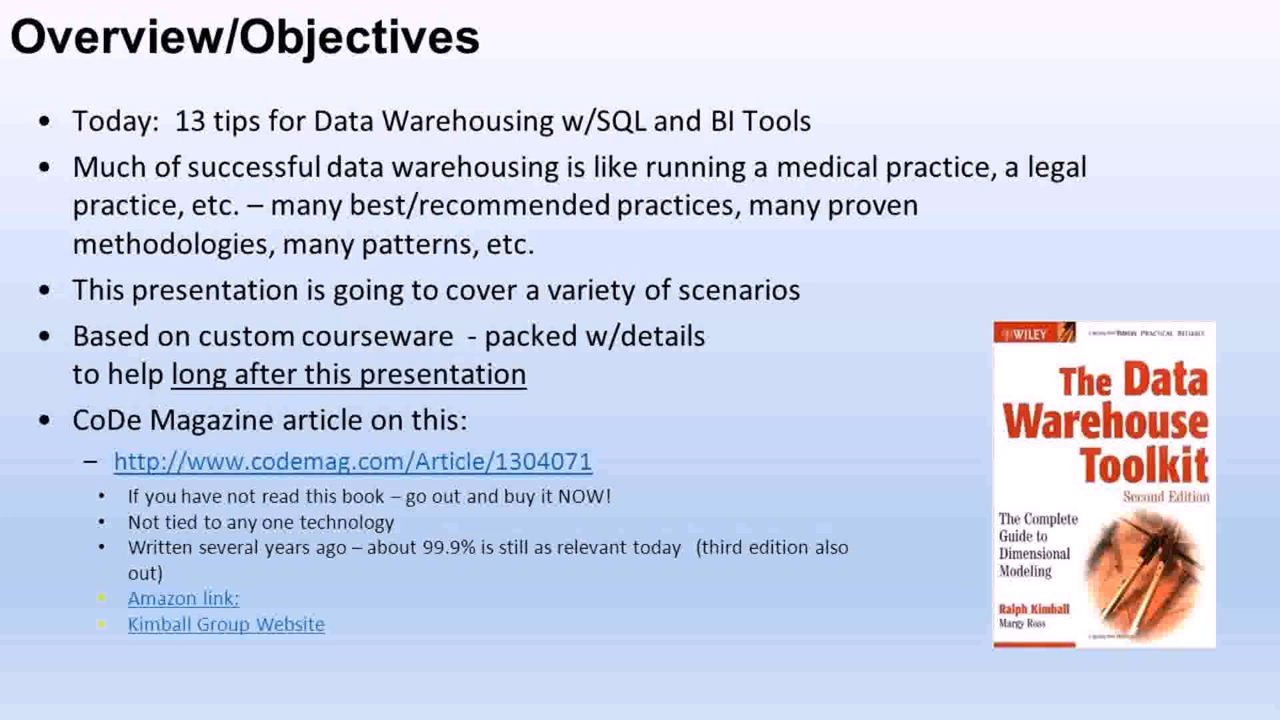 Overview/Objectives
• Today:  13 tips for Data Warehousing w/SQL and BI Tools
• Much of successful data warehousing is like running a medical practice, a legal
practice, etc. – many best/recommended practices, many proven
methodologies, many patterns, etc.
• This presentation is going to cover a variety of scenarios
• Based on custom courseware  - packed w/details
to help long after this presentation
• CoDe Magazine article on this:
– http://www.codemag.com/Article/1304071
• If you have not read this book – go out and buy it NOW!
• Not tied to any one technology
• Written several years ago – about 99.9% is still as relevant today   (third edition also
out)
• Amazon link:
• Kimball Group Website
WILEY
PRACTICAL, RELIABLE
The Data
Warehouse
Toolkit
Second Edition
The Complete
Guide to
Dimensional
Modeling
Ralph Kimball
Margy Ross